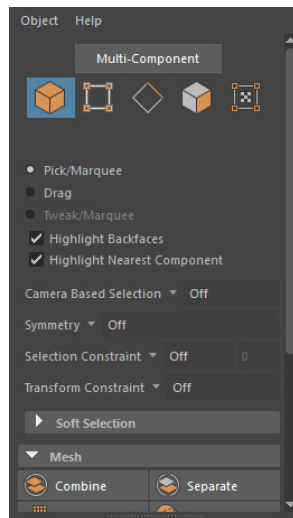 Object Help
Multi-Component
Pick/Marquee
Drag
Tweak/Marquee
Highlight Backfaces
Highlight Nearest Component
Camera Based Selection Off
Symmetry Off
Selection Constraint Off 0
Transform Constraint Off
Soft Selection
Mesh
Combine Separate